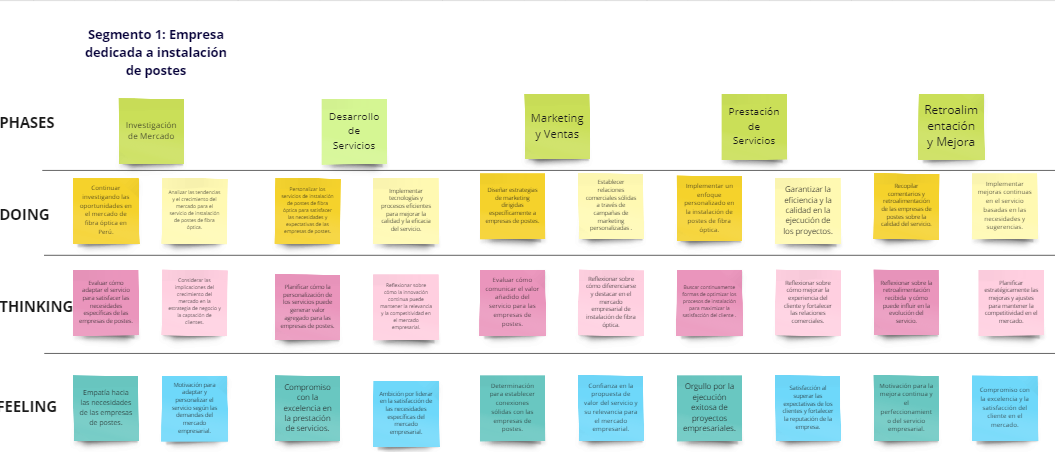 Segmento 1: Empresa
dedicada a instalación
de postes
PHASES
Investigación
de Mercado
Desarrollo
de
Servicios
Marketing
y Ventas
Prestación
de
Servicios
Retroalim
entación
y Mejora
DOING
Continuar
investigando las
oportunidades en
el mercado de
fibra óptica en
Perú.
Analizar las tendencias
y el crecimiento del
mercado para el
servicio de instalación
de postes de fibra
óptica.
Personalizar los
servicios de instalación
de postes de fibra
óptica para satisfacer
las necesidades y
expectativas de las
empresas de postes.
Implementar
tecnologías y
procesos eficientes
para mejorar la
calidad y la eficacia
del servicio.
Diseñar estrategias
de marketing
dirigidas
específicamente a
empresas de postes.
Establecer
relaciones
comerciales sólidas
a través de
campañas de
marketing
personalizadas .
Implementar un
enfoque
personalizado en
la instalación de
postes de fibra
óptica.
Garantizar la
eficiencia y la
calidad en la
ejecución de
los proyectos.
Recopilar
comentarios y
retroalimentación
de las empresas de
postes sobre la
calidad del servicio.
Implementar
mejoras continuas
en el servicio
basadas en las
necesidades y
sugerencias.
THINKING
Evaluar cómo
adaptar el servicio
para satisfacer las
necesidades
específicas de las
empresas de postes.
Considerar las
implicaciones del
crecimiento del
mercado en la
estrategia de negocio y
la captación de
clientes.
Planificar cómo la
personalización de
los servicios puede
generar valor
agregado para las
empresas de postes.
Reflexionar sobre
cómo la innovación
continua puede
mantener la relevancia
y la competitividad en
el mercado
empresarial.
Evaluar cómo
comunicar el valor
añadido del
servicio para las
empresas de
postes.
Reflexionar sobre
cómo diferenciarse
y destacar en el
mercado
empresarial de
instalación de fibra
óptica.
Buscar continuamente
formas de optimizar los
procesos de instalación
para maximizar la
satisfacción del cliente .
Reflexionar sobre
cómo mejorar la
experiencia del
cliente y fortalecer
las relaciones
comerciales.
Reflexionar sobre la
retroalimentación
recibida y cómo
puede influir en la
evolución del
servicio.
Planificar
estratégicamente las
mejoras y ajustes
para mantener la
competitividad en el
mercado.
FEELING
Empatía hacia
las necesidades
de las empresas
de postes.
Motivación para
adaptar y
personalizar el
servicio según las
demandas del
mercado
empresarial.
Compromiso
con la
excelencia en
la prestación
de servicios.
Ambición por liderar
en la satisfacción de
las necesidades
específicas del
mercado
empresarial.
Determinación
para establecer
conexiones
sólidas con las
empresas de
postes.
Confianza en la
propuesta de
valor del servicio y
su relevancia para
el mercado
empresarial.
Orgullo por la
ejecución
exitosa de
proyectos
empresariales.
Satisfacción al
superar las
expectativas de los
clientes y fortalecer
la reputación de la
empresa.
Motivación para la
mejora continua y
el
perfeccionamient
o del servicio
empresarial.
Compromiso con
la excelencia y la
satisfacción del
cliente en el
mercado.